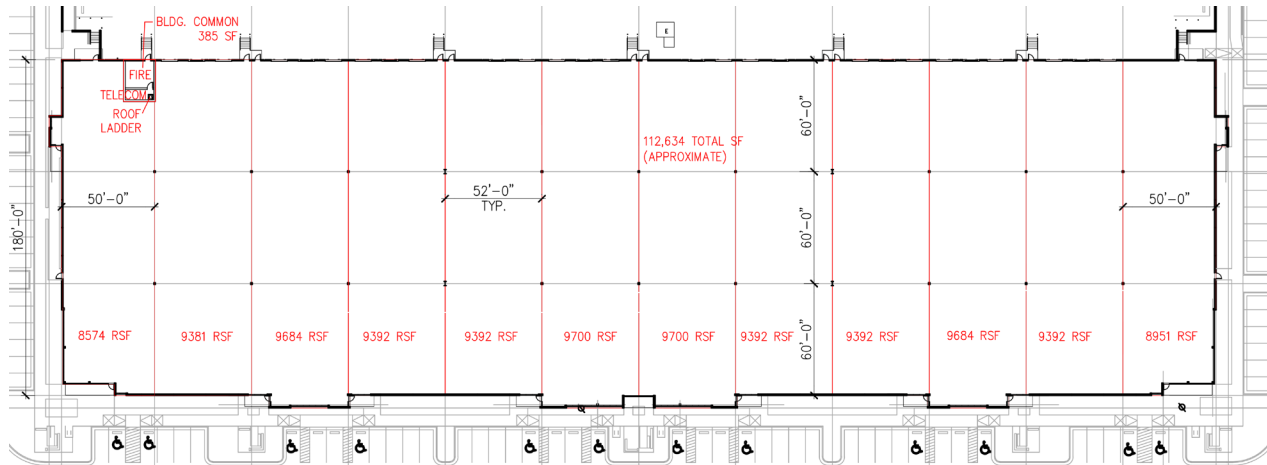 BLDG. COMMON
385 SF
E
FIRE
TELECOM
ROOF
LADDER
60'-0"
112,634 TOTAL SF
(APPROXIMATE)
50'-0"
52'-0"
TYP.
50'-0"
180'-0"
60'-0"
8574 RSF
9381 RSF
9684 RSF
9392 RSF
9392 RSF
9700 RSF
9700 RSF
9392 RSF
60'-0"
9392 RSF
9684 RSF
9392 RSF
8951 RSF